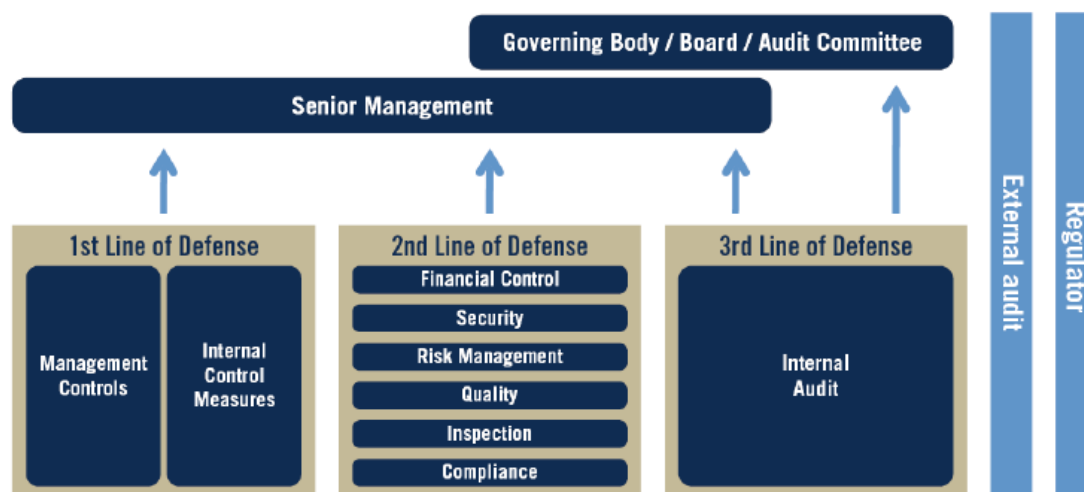 Governing Body / Board / Audit Committee
Senior Management
1st Line of Defense
Management
Controls
Internal
Control
Measures
2nd Line of Defense
Financial Control
Security
Risk Management
Quality
Inspection
Compliance
3rd Line of Defense
Internal
Audit
External audit
Regulator